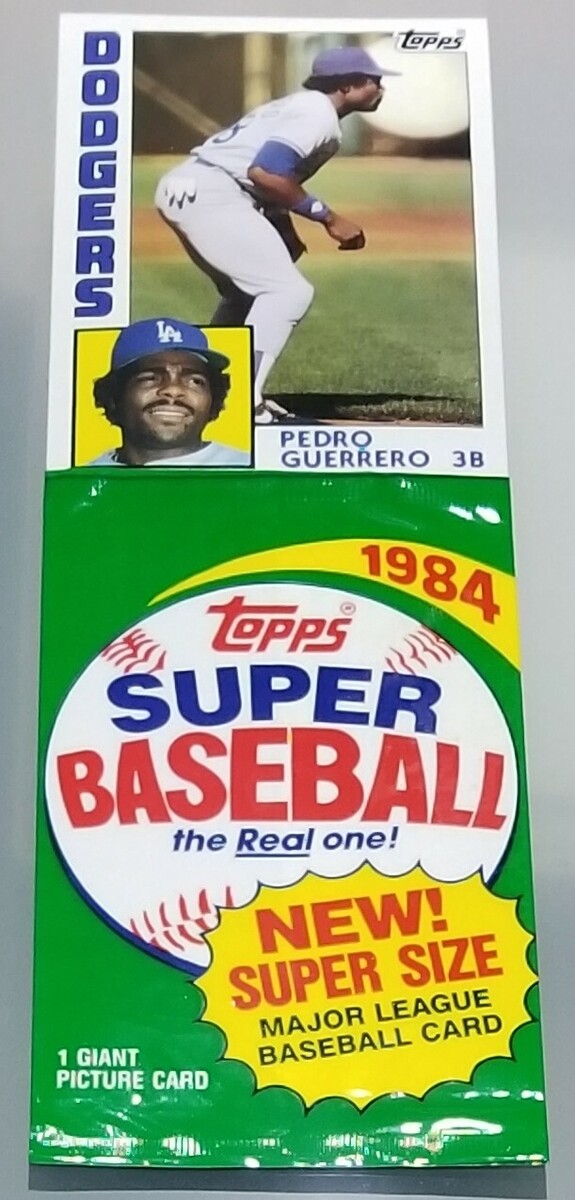 Topps
DODGERS
LA
PEDRO
GUERRERO 3B
1984
Topps®
SUPER
BASEBALL
the Real one!
NEW!
SUPER SIZE
MAJOR LEAGUE
BASEBALL CARD
1 GIANT
PICTURE CARD